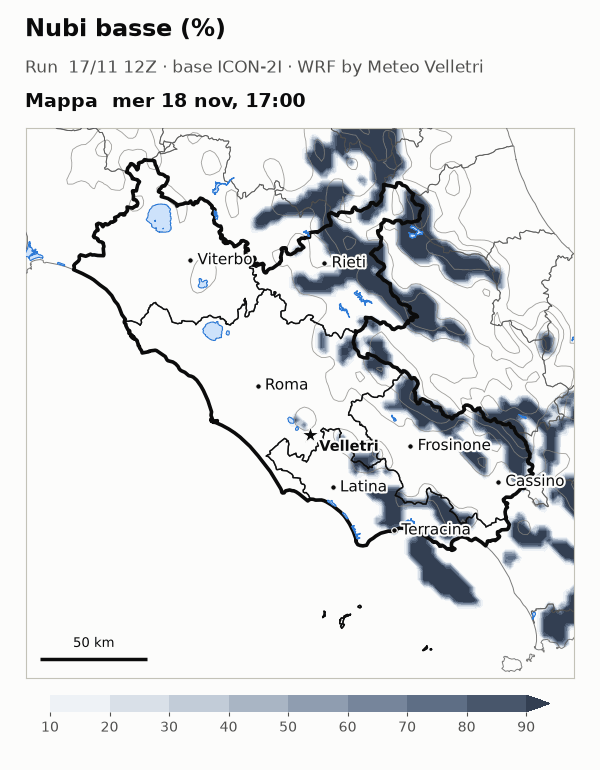 Nubi basse (%)
Run  17/11 12Z · base ICON-2I · WRF by Meteo Velletri
Mappa  mer 18 nov, 17:00
Viterbo
Rieti
Roma
Velletri
Frosinone
Latina
Cassino
Terracina
50 km
10 20 30 40 50 60 70 80 90